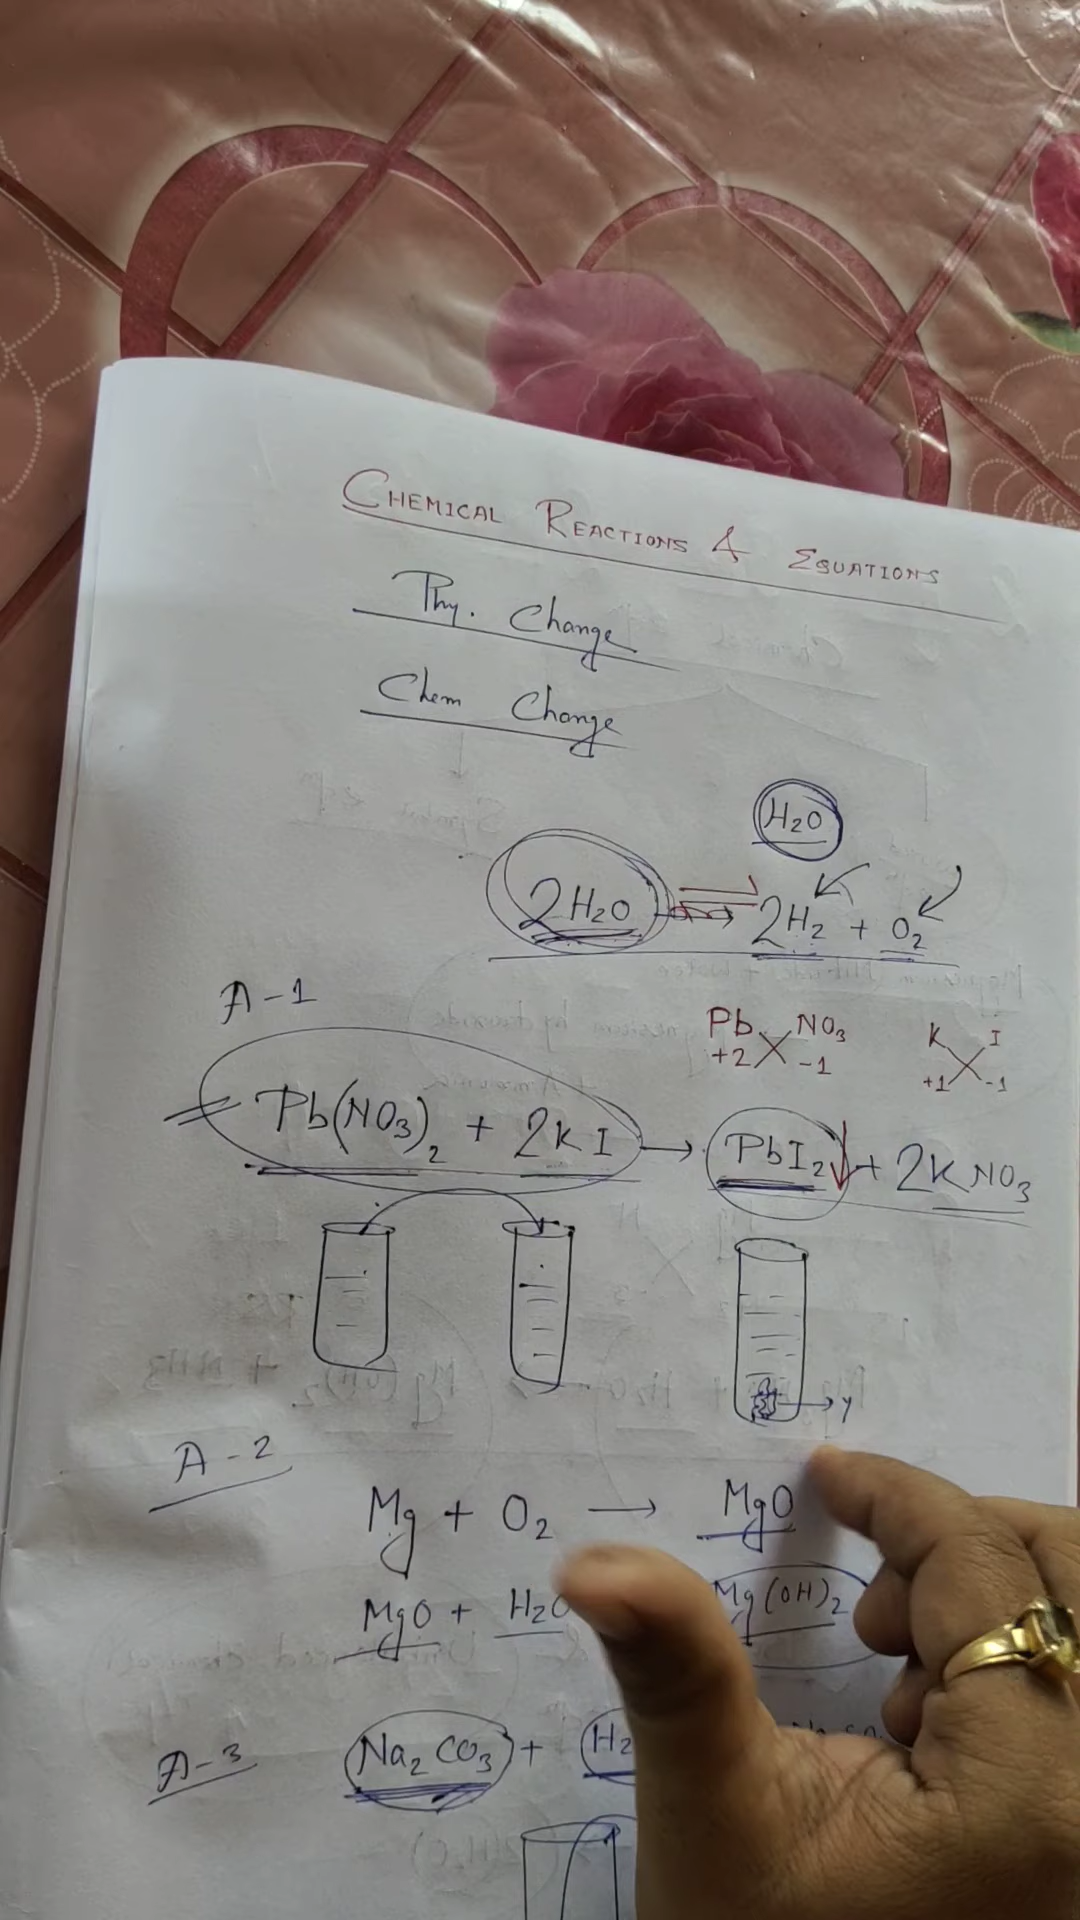 CHEMICAL REACTIONS & EQUATIONS
Phy. Change
Chem Change
H2O
2H2O → 2H2 + O2
A-1
Pb NO3 K I
+2 -1 +1 -1
Pb(NO3)2 + 2KI → PbI2↓ + 2KNO3
y
A-2
Mg + O2 → MgO
MgO + H2O Mg(OH)2
A-3 Na2CO3 + H2